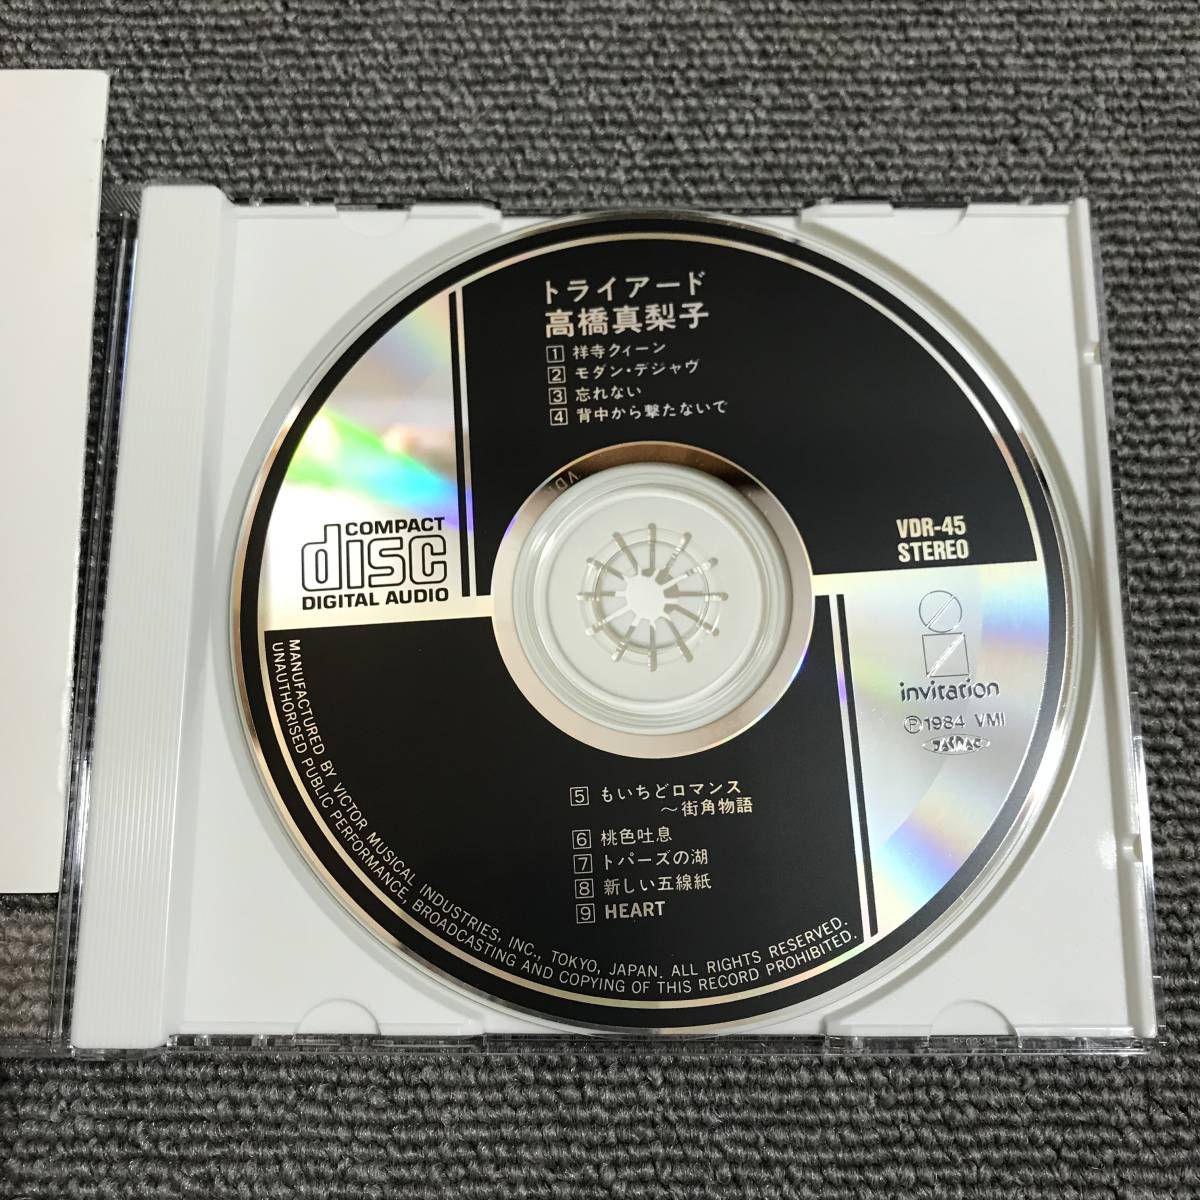 トライアード
高橋真梨子
1 祥寺クィーン
2 モダン・デジャヴ
3 忘れない
4 背中から撃たないで
COMPACT
disc
DIGITAL AUDIO
VDR-45
STEREO
invitation
Ⓟ1984 VMI
JASRAC
5 もいちどロマンス
～街角物語
6 桃色吐息
7 トパーズの湖
8 新しい五線紙
9 HEART
MANUFACTURED BY VICTOR MUSICAL INDUSTRIES, INC., TOKYO, JAPAN. ALL RIGHTS RESERVED.
UNAUTHORISED PUBLIC PERFORMANCE, BROADCASTING AND COPYING OF THIS RECORD PROHIBITED.